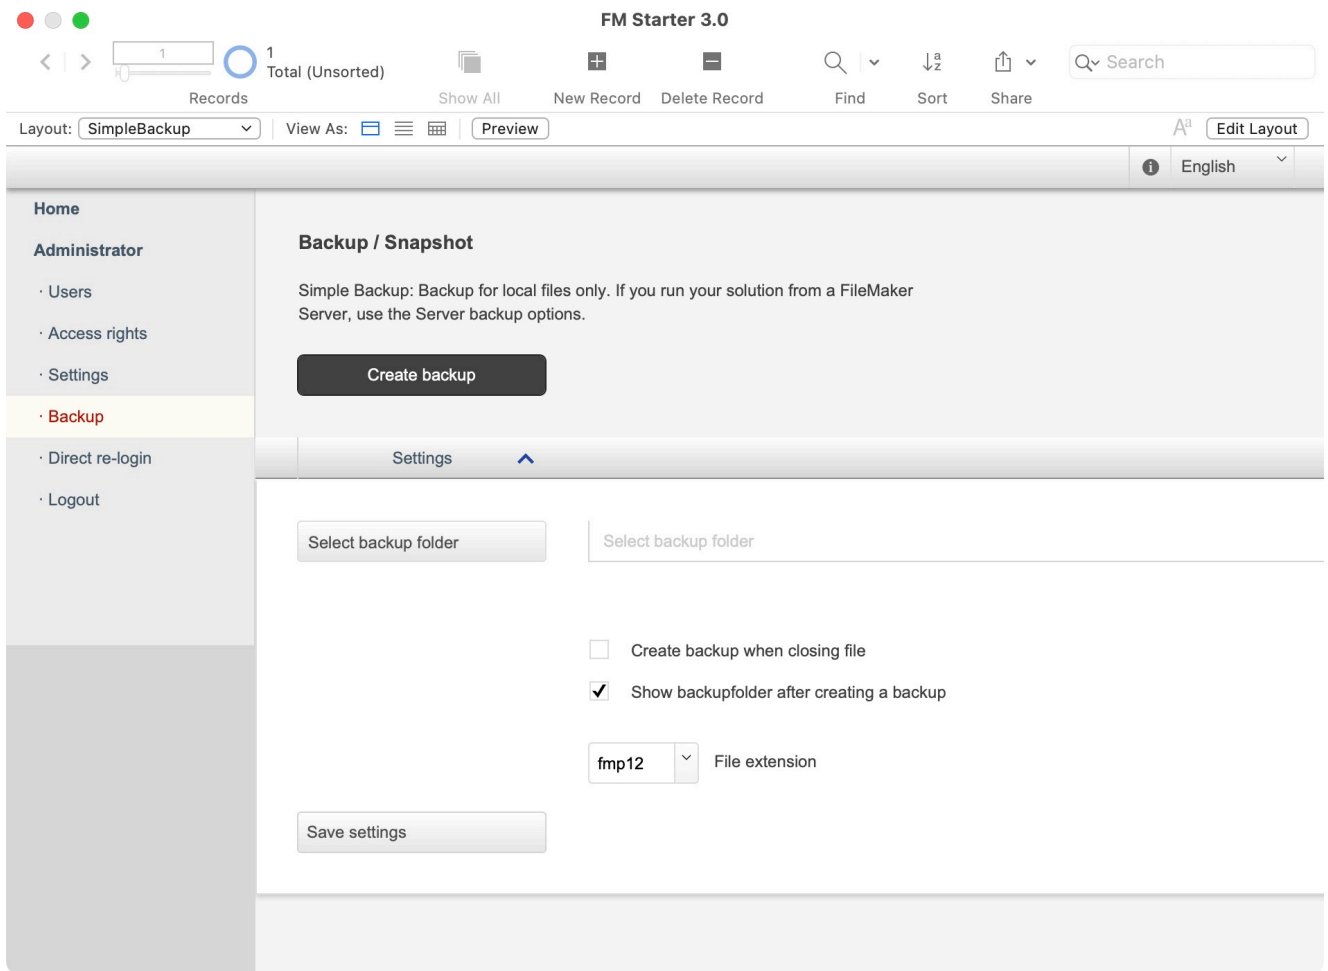 FM Starter 3.0
1
1
Total (Unsorted)
Records
Show All
New Record
Delete Record
Find
Sort
Share
Search
Layout: SimpleBackup
View As:
Preview
Aa
Edit Layout
English
Home
Administrator
· Users
· Access rights
· Settings
· Backup
· Direct re-login
· Logout
Backup / Snapshot
Simple Backup: Backup for local files only. If you run your solution from a FileMaker
Server, use the Server backup options.
Create backup
Settings
Select backup folder
Select backup folder
Create backup when closing file
Show backupfolder after creating a backup
fmp12
File extension
Save settings